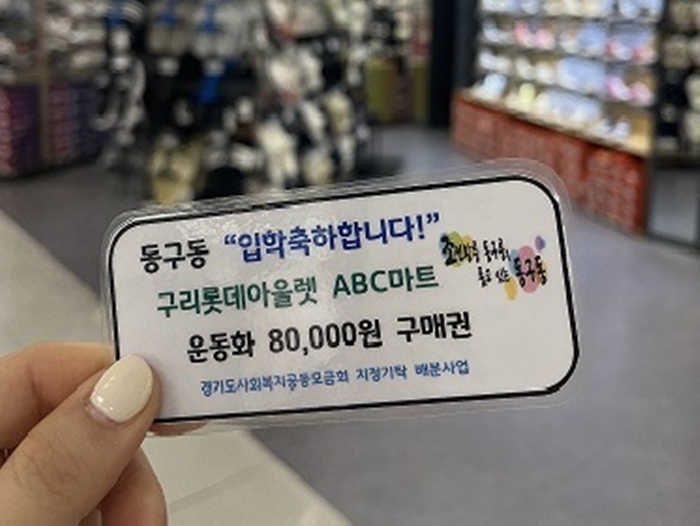 동구동 “입학축하합니다!”
구리롯데아울렛 ABC마트
운동화 80,000원 구매권
경기도사회복지공동모금회 지정기탁 배분사업
동구동